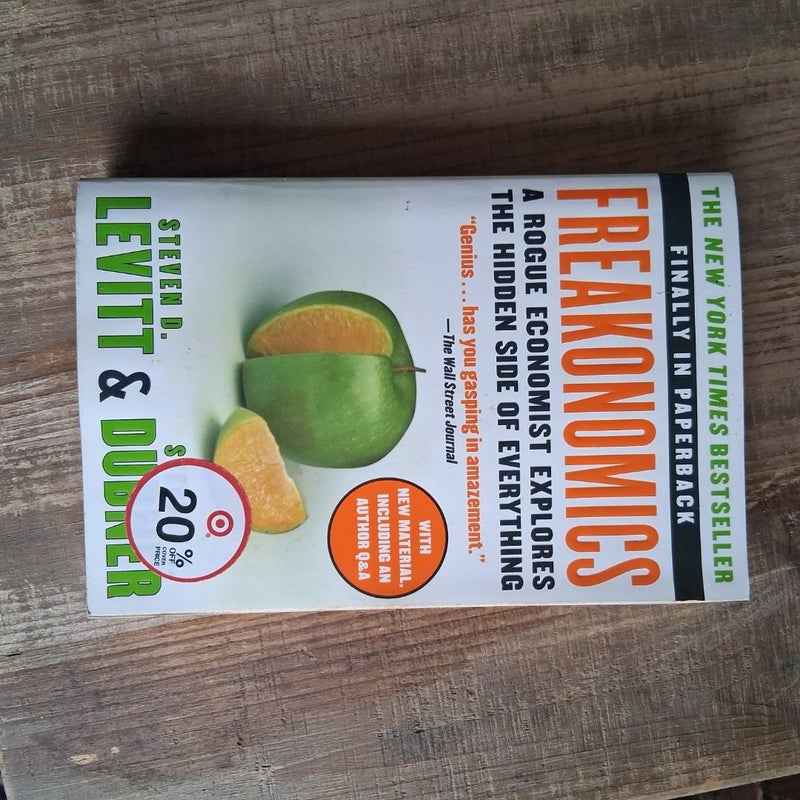 THE NEW YORK TIMES BESTSELLER
FINALLY IN PAPERBACK
FREAKONOMICS
A ROGUE ECONOMIST EXPLORES
THE HIDDEN SIDE OF EVERYTHING
“Genius . . . has you gasping in amazement.”
—The Wall Street Journal
WITH
NEW MATERIAL,
INCLUDING AN
AUTHOR Q&A
STEVEN D.
LEVITT & DUBNER
20% OFF
COVER
PRICE